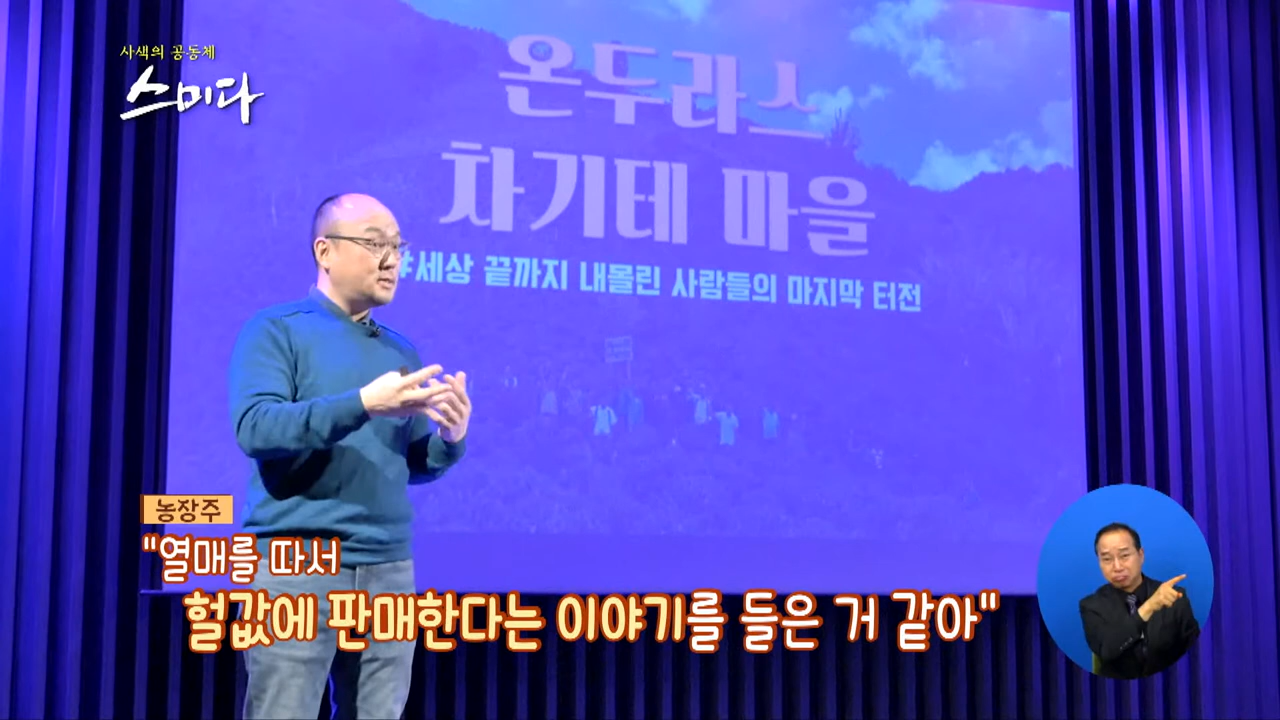 사색의 공동체
스미다
온두라스
차기테 마을
#세상 끝까지 내몰린 사람들의 마지막 터전
농장주
"열매를 따서
헐값에 판매한다는 이야기를 들은 거 같아"